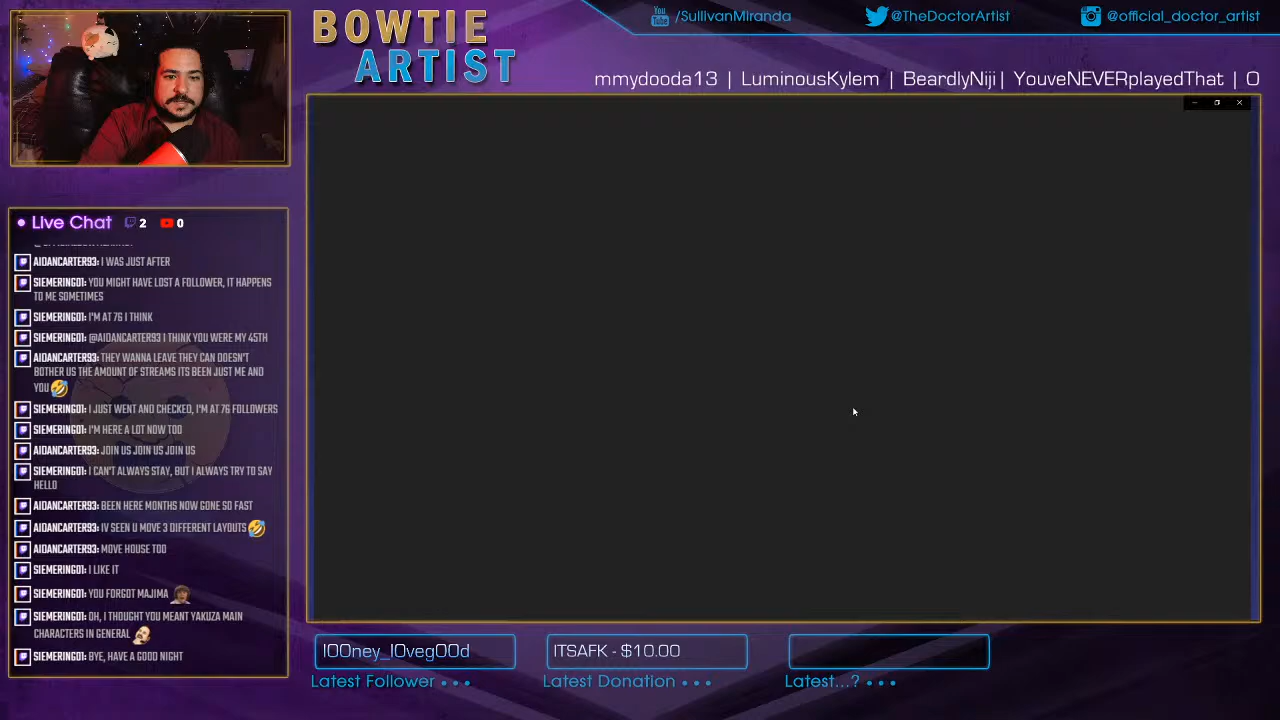 BOWTIE
ARTIST
You
Tube
/SullvanMiranda
@TheDoctorArtist
@official_doctor_artist
mmydooda13 | LuminousKylem | BeardlyNiji| YouveNEVERplayedThat | O
Live Chat 2 0
AIDANCARTER93: I WAS JUST AFTER
SIEMERING01: YOU MIGHT HAVE LOST A FOLLOWER, IT HAPPENS
TO ME SOMETIMES
SIEMERING01: I'M AT 76 I THINK
SIEMERING01: @AIDANCARTER93 I THINK YOU WERE MY 45TH
AIDANCARTER93: THEY WANNA LEAVE THEY CAN DOESN'T
BOTHER US THE AMOUNT OF STREAMS ITS BEEN JUST ME AND
YOU 🤣
SIEMERING01: I JUST WENT AND CHECKED, I'M AT 76 FOLLOWERS
SIEMERING01: I'M HERE A LOT NOW TOO
AIDANCARTER93: JOIN US JOIN US JOIN US
SIEMERING01: I CAN'T ALWAYS STAY, BUT I ALWAYS TRY TO SAY
HELLO
AIDANCARTER93: BEEN HERE MONTHS NOW GONE SO FAST
AIDANCARTER93: IV SEEN U MOVE 3 DIFFERENT LAYOUTS 🤣
AIDANCARTER93: MOVE HOUSE TOO
SIEMERING01: I LIKE IT
SIEMERING01: YOU FORGOT MAJIMA
SIEMERING01: OH, I THOUGHT YOU MEANT YAKUZA MAIN
CHARACTERS IN GENERAL
SIEMERING01: BYE, HAVE A GOOD NIGHT
l00ney_l0veg00d
Latest Follower • • •
ITSAFK - $10.00
Latest Donation • • •
Latest...? • • •